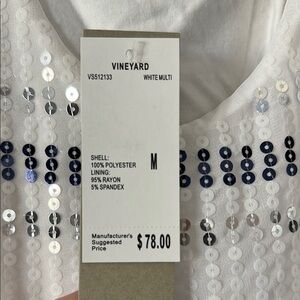 VINEYARD
VS512133 WHITE MULTI
SHELL:
100% POLYESTER
LINING:
95% RAYON
5% SPANDEX
M
Manufacturer's
Suggested
Price
$78.00